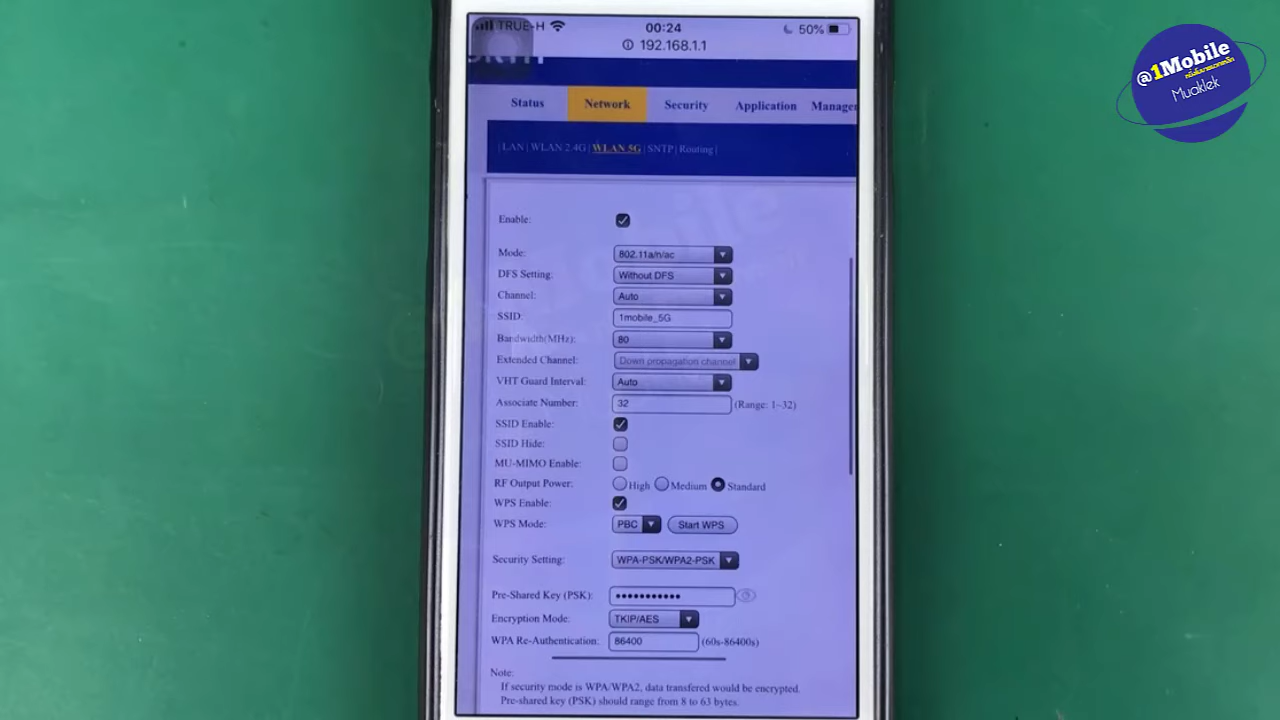 TRUE-H 00:24 50%
192.168.1.1
Status Network Security Application
| LAN | WLAN 2.4G | WLAN 5G | SNTP | Routing |
Enable:
Mode: 802.11a/n/ac
DFS Setting: Without DFS
Channel: Auto
SSID: 1mobile_5G
Bandwidth(MHz): 80
Extended Channel: Down propagation channel
VHT Guard Interval: Auto
Associate Number: 32 (Range: 1~32)
SSID Enable:
SSID Hide:
MU-MIMO Enable:
RF Output Power: High Medium Standard
WPS Enable:
WPS Mode: PBC Start WPS
Security Setting: WPA-PSK/WPA2-PSK
Pre-Shared Key (PSK): •••••••••••
Encryption Mode: TKIP/AES
WPA Re-Authentication: 86400 (60s-86400s)
Note:
If security mode is WPA/WPA2, data transfered would be encrypted.
Pre-shared key (PSK) should range from 8 to 63 bytes.
@1Mobile
Muaklek